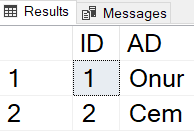 Results Messages
ID AD
1 1 Onur
2 2 Cem